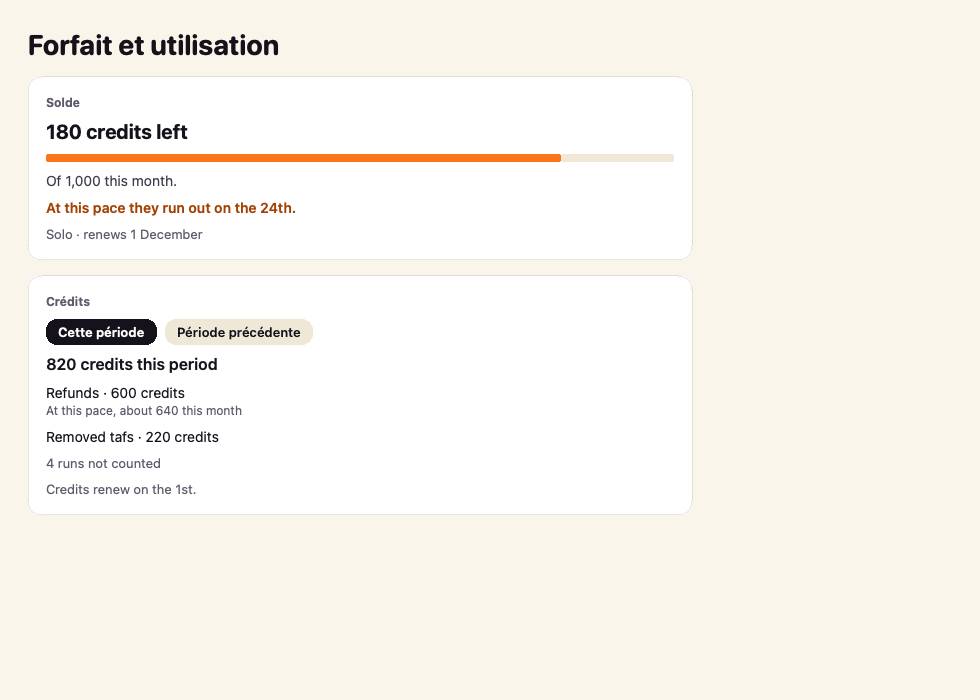 Forfait et utilisation
Solde
180 credits left
Of 1,000 this month.
At this pace they run out on the 24th.
Solo · renews 1 December
Crédits
Cette période
Période précédente
820 credits this period
Refunds · 600 credits
At this pace, about 640 this month
Removed tafs · 220 credits
4 runs not counted
Credits renew on the 1st.